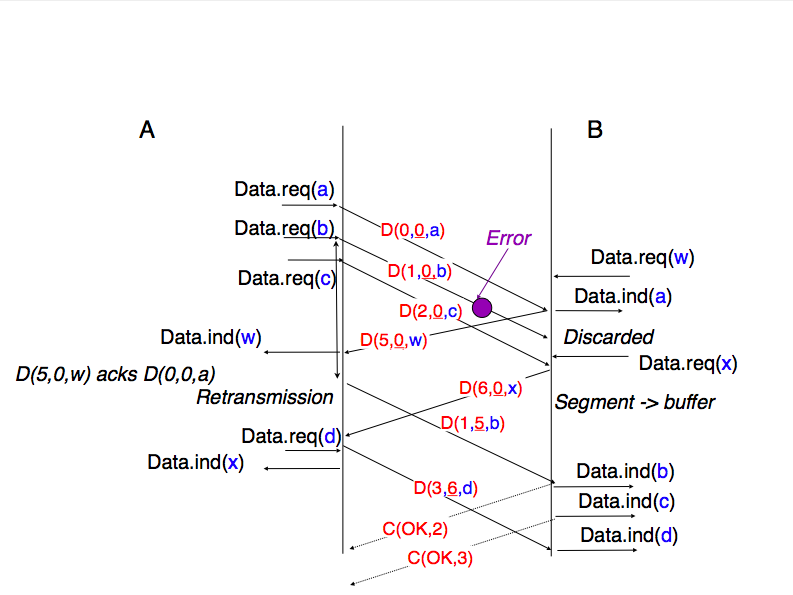 A
B
Data.req(a)
Data.req(b)
D(0,0,a)
Error
Data.req(w)
D(1,0,b)
Data.req(c)
Data.ind(a)
D(2,0,c)
Data.ind(w)
D(5,0,w)
Discarded
Data.req(x)
D(5,0,w) acks D(0,0,a)
D(6,0,x)
Retransmission
Segment -> buffer
D(1,5,b)
Data.req(d)
Data.ind(x)
Data.ind(b)
D(3,6,d)
Data.ind(c)
C(OK,2)
Data.ind(d)
C(OK,3)